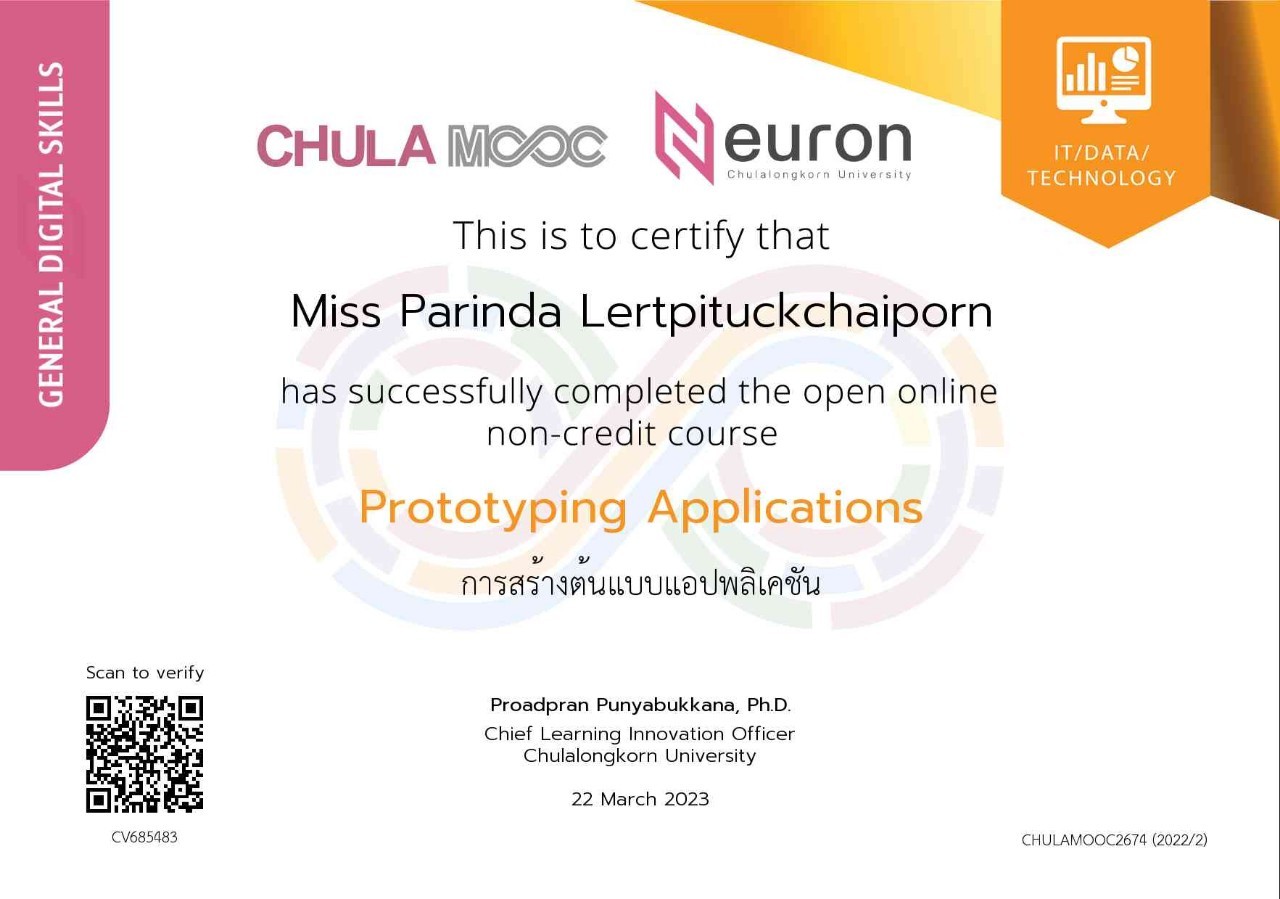 GENERAL DIGITAL SKILLS
CHULA MOOC
Neuron
Chulalongkorn University
IT/DATA/
TECHNOLOGY
This is to certify that
Miss Parinda Lertpituckchaiporn
has successfully completed the open online
non-credit course
Prototyping Applications
การสร้างต้นแบบแอปพลิเคชัน
Scan to verify
CV685483
Proadpran Punyabukkana, Ph.D.
Chief Learning Innovation Officer
Chulalongkorn University
22 March 2023
CHULAMOOC2674 (2022/2)